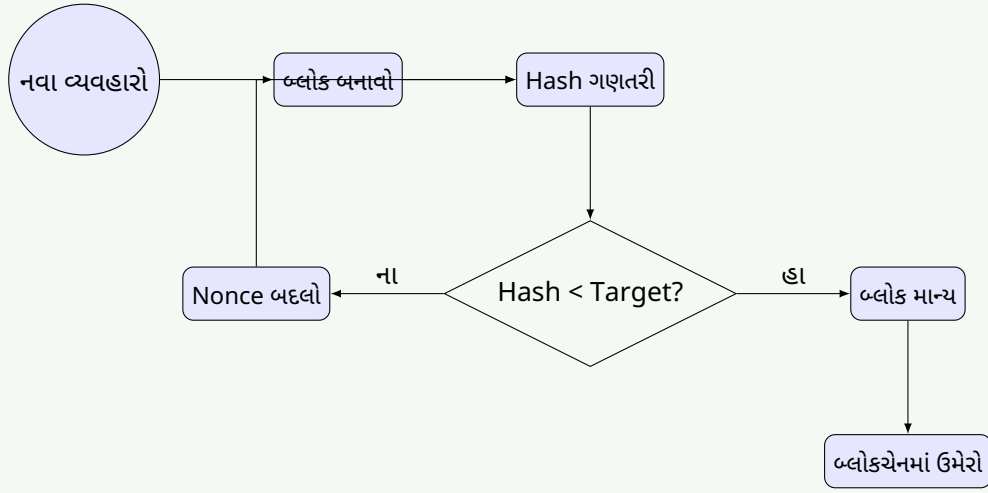 નવા વ્યવહારો
બ્લોક બનાવો
Hash ગણતરી
ના
Hash < Target?
હા
Nonce બદલો
બ્લોક માન્ય
બ્લોકચેનમાં ઉમેરો